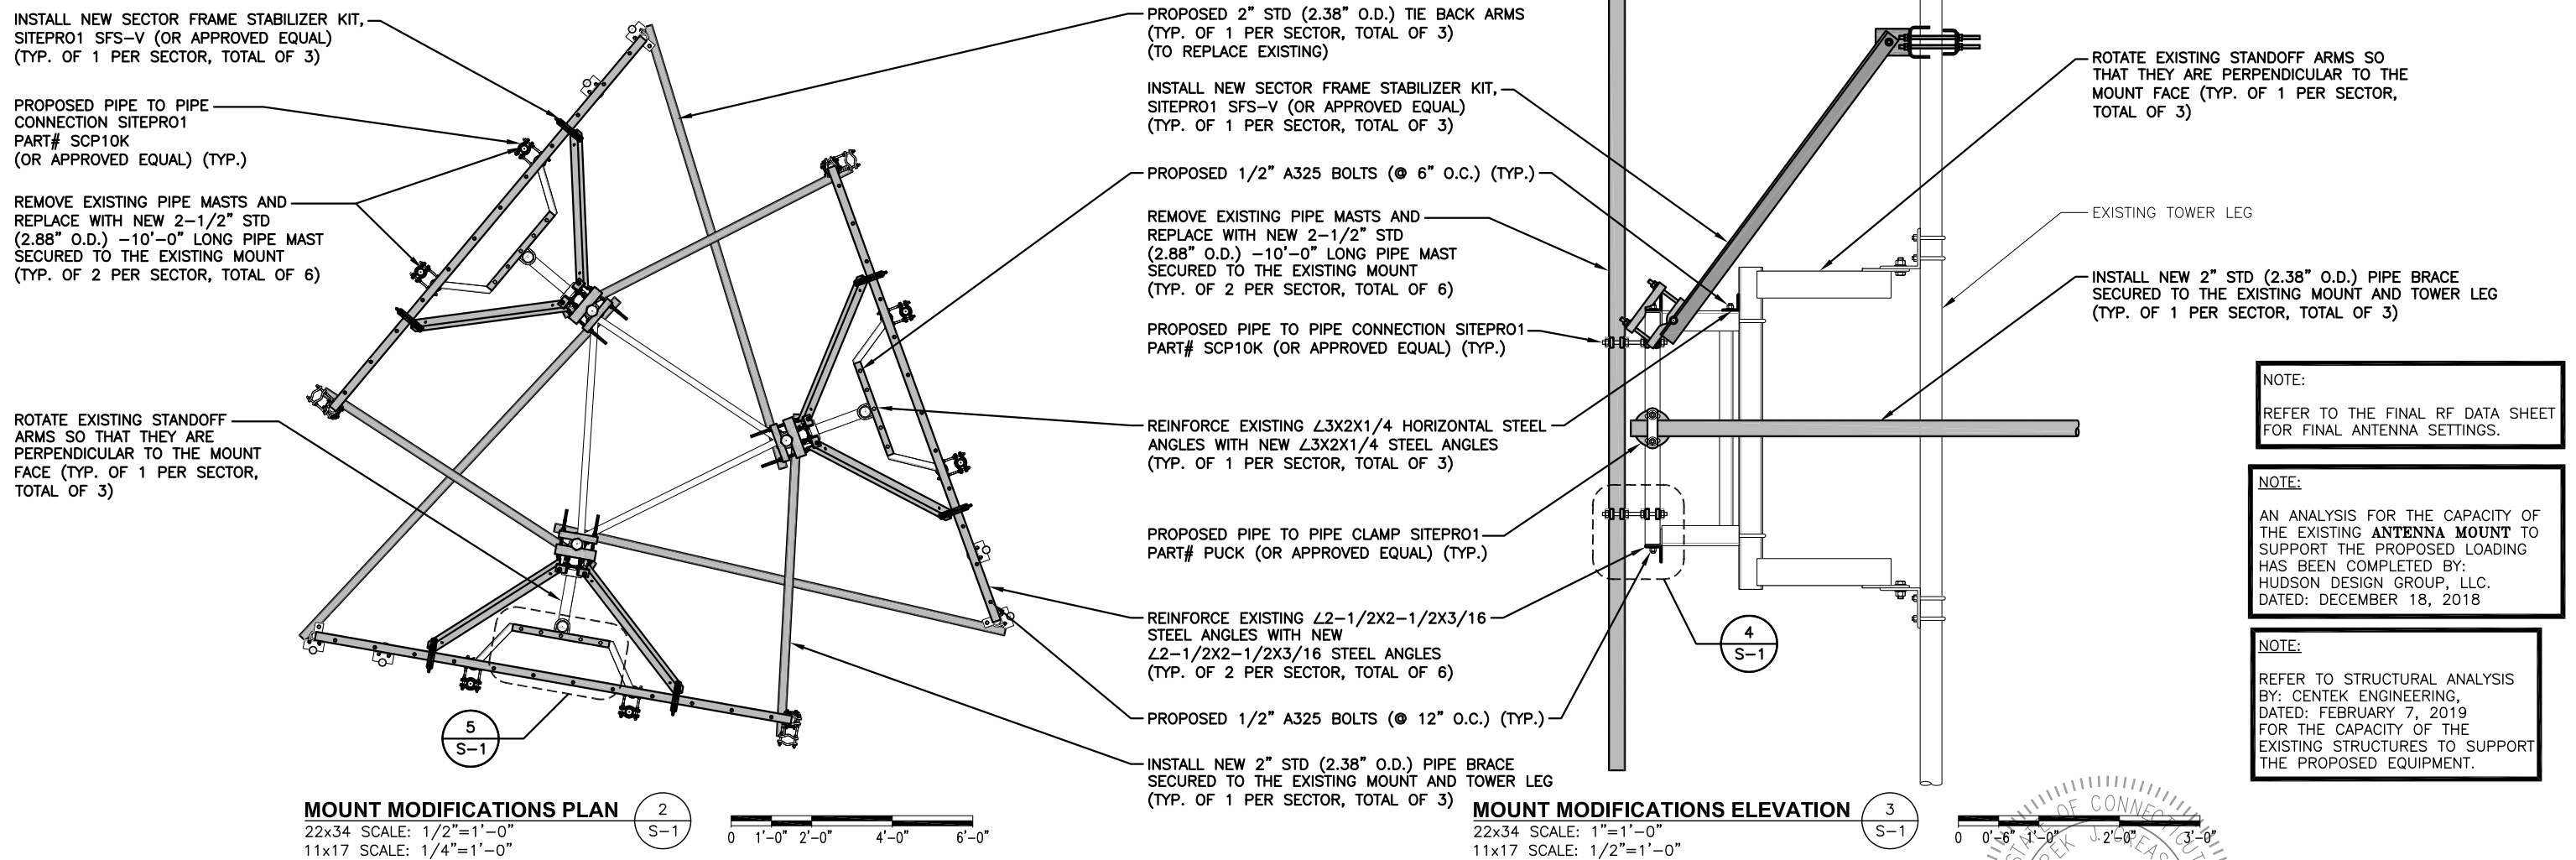 INSTALL NEW SECTOR FRAME STABILIZER KIT,
SITEPRO1 SFS-V (OR APPROVED EQUAL)
(TYP. OF 1 PER SECTOR, TOTAL OF 3)
PROPOSED PIPE TO PIPE
CONNECTION SITEPRO1
PART# SCP10K
(OR APPROVED EQUAL) (TYP.)
REMOVE EXISTING PIPE MASTS AND
REPLACE WITH NEW 2-1/2" STD
(2.88" O.D.) -10'-0" LONG PIPE MAST
SECURED TO THE EXISTING MOUNT
(TYP. OF 2 PER SECTOR, TOTAL OF 6)
ROTATE EXISTING STANDOFF
ARMS SO THAT THEY ARE
PERPENDICULAR TO THE MOUNT
FACE (TYP. OF 1 PER SECTOR,
TOTAL OF 3)
5
S-1
MOUNT MODIFICATIONS PLAN
22x34 SCALE: 1/2"=1'-0"
11x17 SCALE: 1/4"=1'-0"
2
S-1
0 1'-0" 2'-0" 4'-0" 6'-0"
PROPOSED 2" STD (2.38" O.D.) TIE BACK ARMS
(TYP. OF 1 PER SECTOR, TOTAL OF 3)
(TO REPLACE EXISTING)
INSTALL NEW SECTOR FRAME STABILIZER KIT,
SITEPRO1 SFS-V (OR APPROVED EQUAL)
(TYP. OF 1 PER SECTOR, TOTAL OF 3)
PROPOSED 1/2" A325 BOLTS (@ 6" O.C.) (TYP.)
REMOVE EXISTING PIPE MASTS AND
REPLACE WITH NEW 2-1/2" STD
(2.88" O.D.) -10'-0" LONG PIPE MAST
SECURED TO THE EXISTING MOUNT
(TYP. OF 2 PER SECTOR, TOTAL OF 6)
PROPOSED PIPE TO PIPE CONNECTION SITEPRO1
PART# SCP10K (OR APPROVED EQUAL) (TYP.)
REINFORCE EXISTING ∠3X2X1/4 HORIZONTAL STEEL
ANGLES WITH NEW ∠3X2X1/4 STEEL ANGLES
(TYP. OF 1 PER SECTOR, TOTAL OF 3)
PROPOSED PIPE TO PIPE CLAMP SITEPRO1
PART# PUCK (OR APPROVED EQUAL) (TYP.)
REINFORCE EXISTING ∠2-1/2X2-1/2X3/16
STEEL ANGLES WITH NEW
∠2-1/2X2-1/2X3/16 STEEL ANGLES
(TYP. OF 2 PER SECTOR, TOTAL OF 6)
PROPOSED 1/2" A325 BOLTS (@ 12" O.C.) (TYP.)
INSTALL NEW 2" STD (2.38" O.D.) PIPE BRACE
SECURED TO THE EXISTING MOUNT AND TOWER LEG
(TYP. OF 1 PER SECTOR, TOTAL OF 3)
4
S-1
MOUNT MODIFICATIONS ELEVATION
22x34 SCALE: 1"=1'-0"
11x17 SCALE: 1/2"=1'-0"
3
S-1
0 0'-6" 1'-0" 2'-0" 3'-0"
ROTATE EXISTING STANDOFF ARMS SO
THAT THEY ARE PERPENDICULAR TO THE
MOUNT FACE (TYP. OF 1 PER SECTOR,
TOTAL OF 3)
EXISTING TOWER LEG
INSTALL NEW 2" STD (2.38" O.D.) PIPE BRACE
SECURED TO THE EXISTING MOUNT AND TOWER LEG
(TYP. OF 1 PER SECTOR, TOTAL OF 3)
NOTE:
REFER TO THE FINAL RF DATA SHEET
FOR FINAL ANTENNA SETTINGS.
NOTE:
AN ANALYSIS FOR THE CAPACITY OF
THE EXISTING ANTENNA MOUNT TO
SUPPORT THE PROPOSED LOADING
HAS BEEN COMPLETED BY:
HUDSON DESIGN GROUP, LLC.
DATED: DECEMBER 18, 2018
NOTE:
REFER TO STRUCTURAL ANALYSIS
BY: CENTEK ENGINEERING,
DATED: FEBRUARY 7, 2019
FOR THE CAPACITY OF THE
EXISTING STRUCTURES TO SUPPORT
THE PROPOSED EQUIPMENT.
STATE OF CONNECTICUT